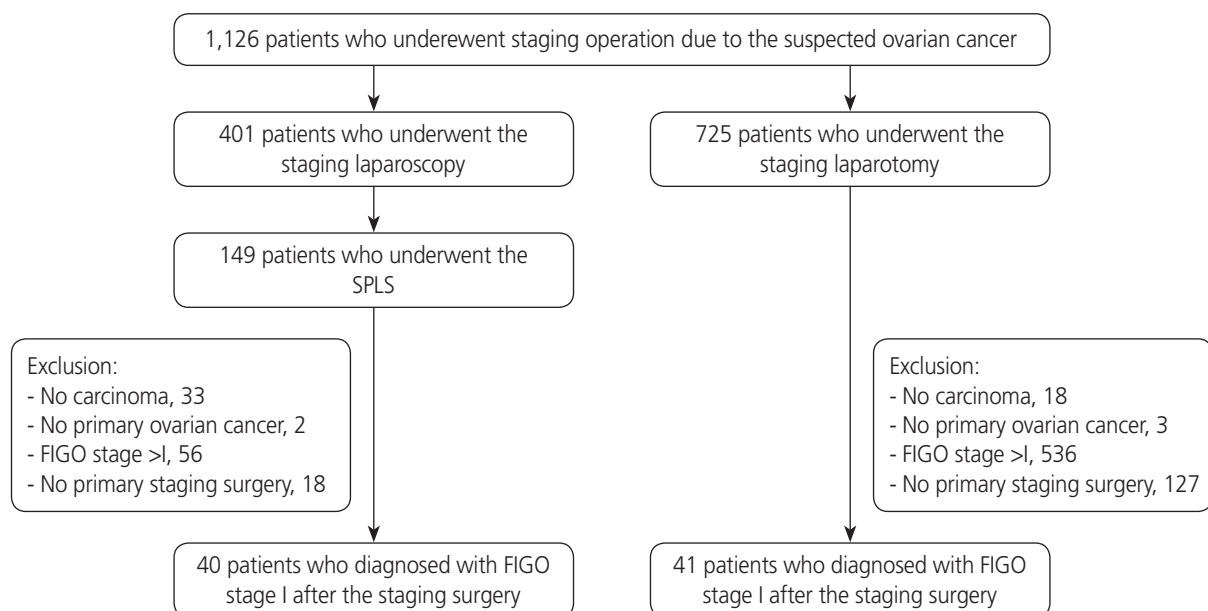 1,126 patients who underewent staging operation due to the suspected ovarian cancer
401 patients who underwent the
staging laparoscopy
725 patients who underwent the
staging laparotomy
149 patients who underwent the
SPLS
Exclusion:
- No carcinoma, 33
- No primary ovarian cancer, 2
- FIGO stage >I, 56
- No primary staging surgery, 18
Exclusion:
- No carcinoma, 18
- No primary ovarian cancer, 3
- FIGO stage >I, 536
- No primary staging surgery, 127
40 patients who diagnosed with FIGO
stage I after the staging surgery
41 patients who diagnosed with FIGO
stage I after the staging surgery